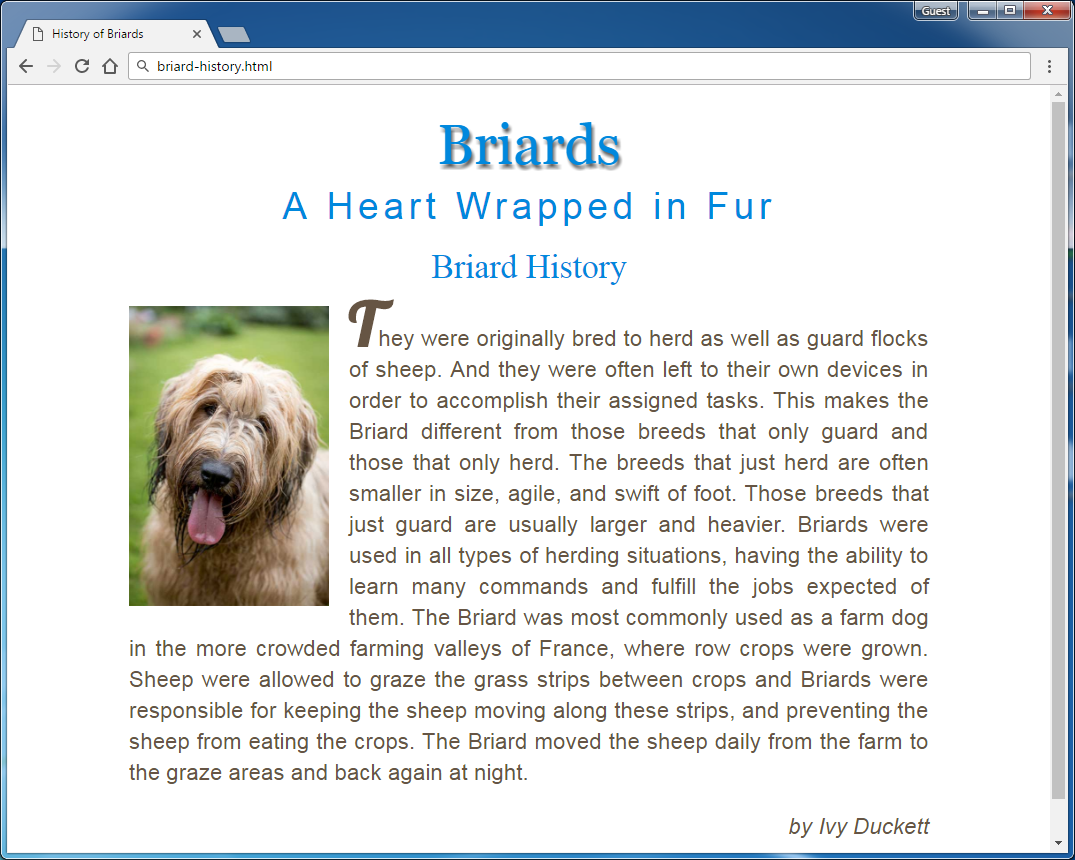 Guest
History of Briards
briard-history.html
Briards
A Heart Wrapped in Fur
Briard History
They were originally bred to herd as well as guard flocks
of sheep. And they were often left to their own devices in
order to accomplish their assigned tasks. This makes the
Briard different from those breeds that only guard and
those that only herd. The breeds that just herd are often
smaller in size, agile, and swift of foot. Those breeds that
just guard are usually larger and heavier. Briards were
used in all types of herding situations, having the ability to
learn many commands and fulfill the jobs expected of
them. The Briard was most commonly used as a farm dog
in the more crowded farming valleys of France, where row crops were grown.
Sheep were allowed to graze the grass strips between crops and Briards were
responsible for keeping the sheep moving along these strips, and preventing the
sheep from eating the crops. The Briard moved the sheep daily from the farm to
the graze areas and back again at night.
by Ivy Duckett